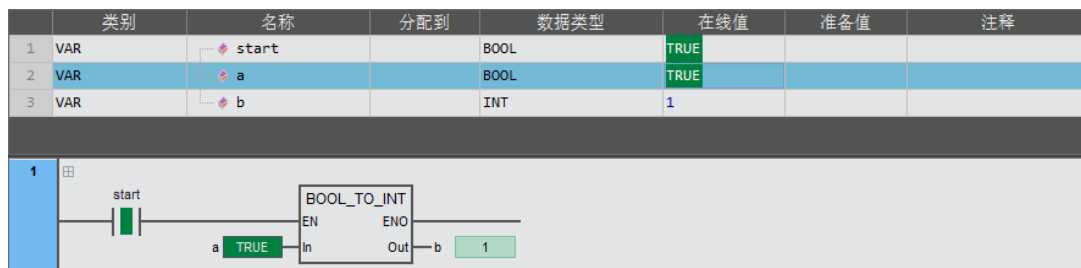 类别 名称 分配到 数据类型 在线值 准备值 注释
1 VAR start BOOL TRUE
2 VAR a BOOL TRUE
3 VAR b INT 1
1
start
BOOL_TO_INT
EN ENO
a TRUE In Out b 1